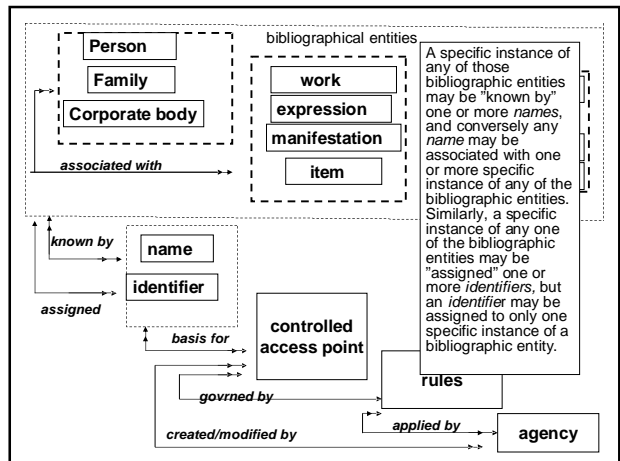 bibliographical entities
Person
Family
Corporate body
associated with
work
expression
manifestation
item
A specific instance of
any of those
bibliographic entities
may be ”known by”
one or more names,
and conversely any
name may be
associated with one
or more specific
instance of any of the
bibliographic entities.
Similarly, a specific
instance of any one
of the bibliographic
entities may be
”assigned” one or
more identifiers, but
an identifier may be
assigned to only one
specific instance of a
bibliographic entity.
known by
name
identifier
assigned
basis for
controlled
access point
rules
govrned by
applied by
created/modified by
agency